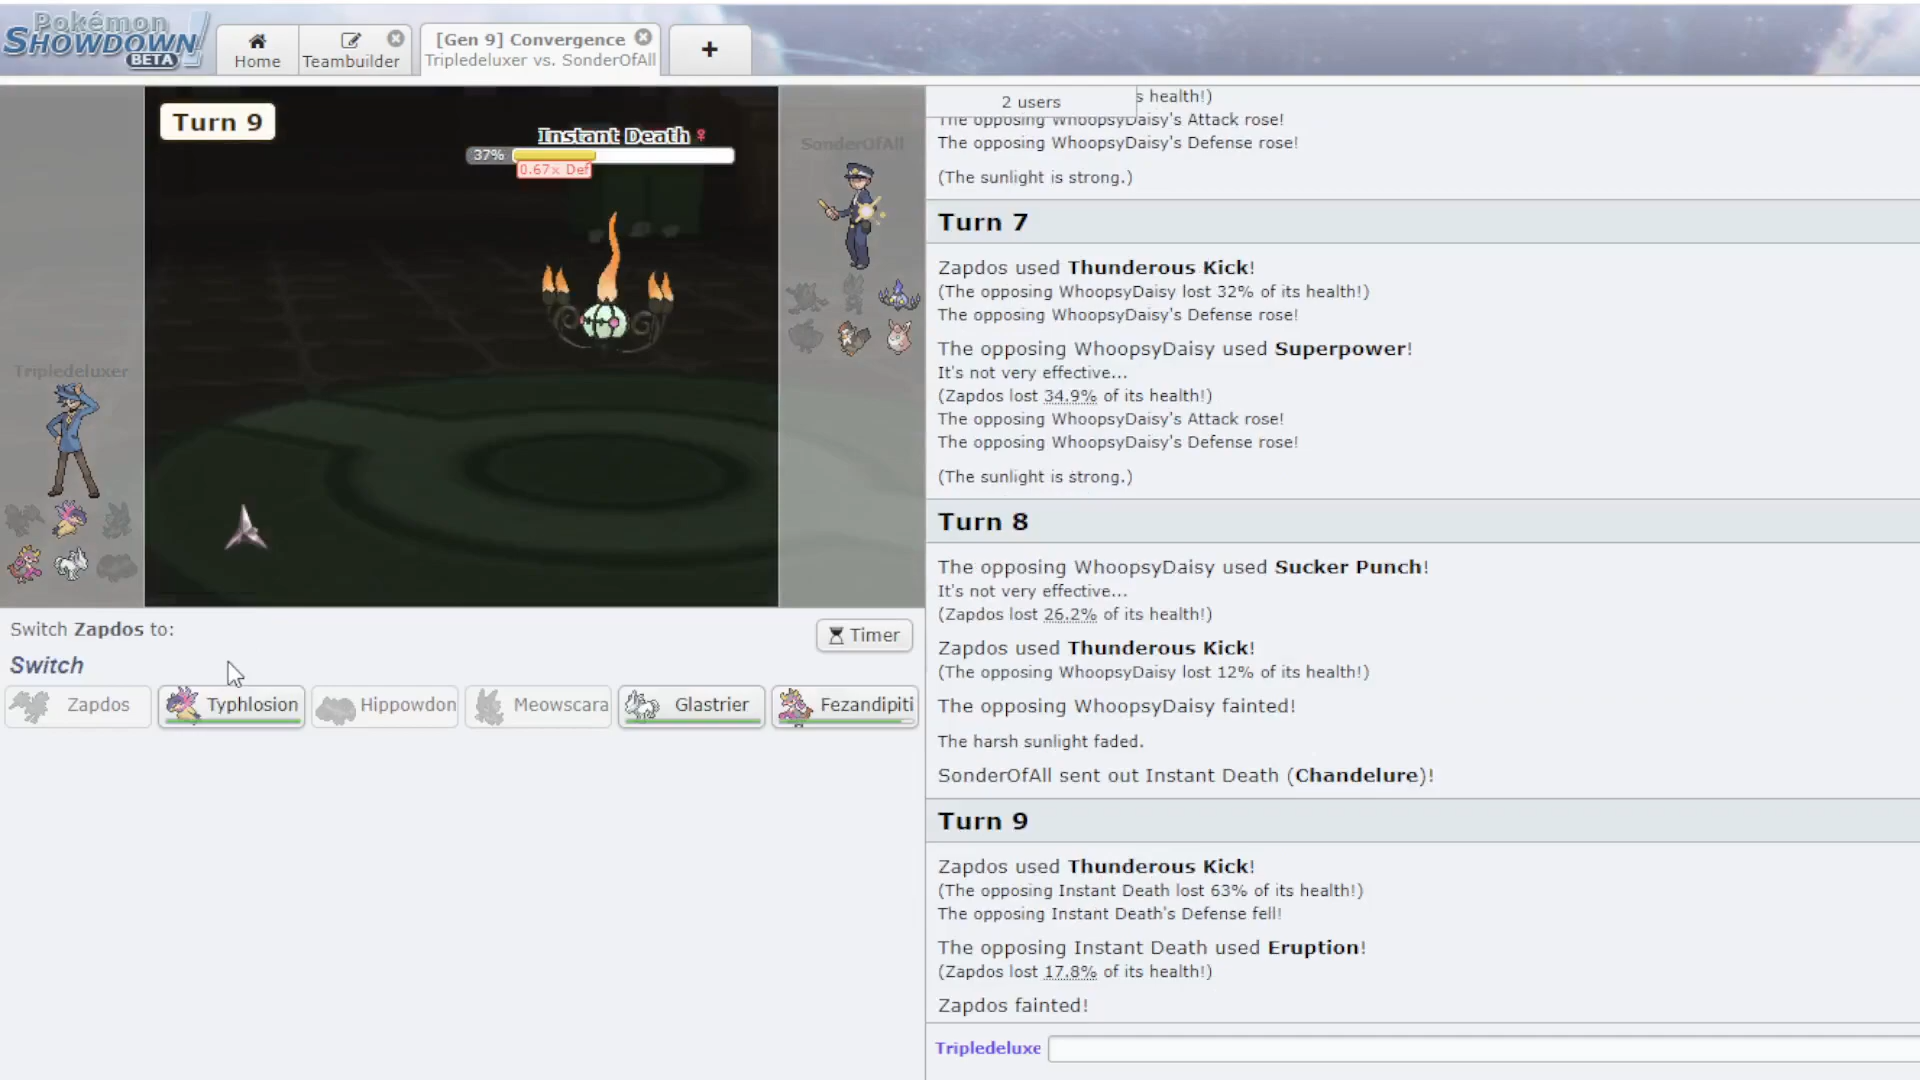 Pokémon
SHOWDOWN
BETA
Home
Teambuilder
[Gen 9] Convergence
Tripledeluxer vs. SonderOfAll
+
Turn 9
Instant Death ♀
37%
0.67× Def
SonderOfAll
Tripledeluxer
Switch Zapdos to:
Timer
Switch
Zapdos
Typhlosion
Hippowdon
Meowscara
Glastrier
Fezandipiti
2 users
s health!)
The opposing WhoopsyDaisy's Attack rose!
The opposing WhoopsyDaisy's Defense rose!
(The sunlight is strong.)
Turn 7
Zapdos used Thunderous Kick!
(The opposing WhoopsyDaisy lost 32% of its health!)
The opposing WhoopsyDaisy's Defense rose!
The opposing WhoopsyDaisy used Superpower!
It's not very effective...
(Zapdos lost 34.9% of its health!)
The opposing WhoopsyDaisy's Attack rose!
The opposing WhoopsyDaisy's Defense rose!
(The sunlight is strong.)
Turn 8
The opposing WhoopsyDaisy used Sucker Punch!
It's not very effective...
(Zapdos lost 26.2% of its health!)
Zapdos used Thunderous Kick!
(The opposing WhoopsyDaisy lost 12% of its health!)
The opposing WhoopsyDaisy fainted!
The harsh sunlight faded.
SonderOfAll sent out Instant Death (Chandelure)!
Turn 9
Zapdos used Thunderous Kick!
(The opposing Instant Death lost 63% of its health!)
The opposing Instant Death's Defense fell!
The opposing Instant Death used Eruption!
(Zapdos lost 17.8% of its health!)
Zapdos fainted!
Tripledeluxe